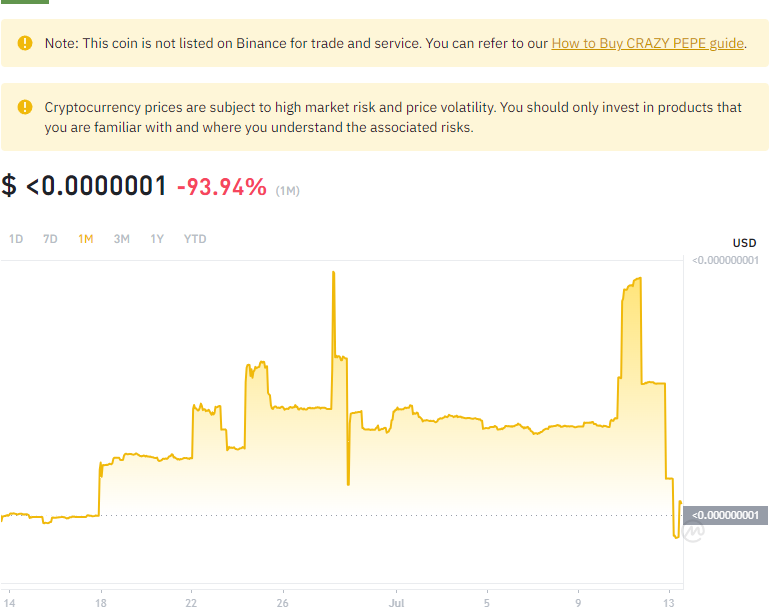 Note: This coin is not listed on Binance for trade and service. You can refer to our How to Buy CRAZY PEPE guide.
Cryptocurrency prices are subject to high market risk and price volatility. You should only invest in products that
you are familiar with and where you understand the associated risks.
$ <0.0000001 -93.94% (1M)
1D 7D 1M 3M 1Y YTD
USD
<0.000000001
<0.000000001
14 18 22 26 Jul 5 9 13